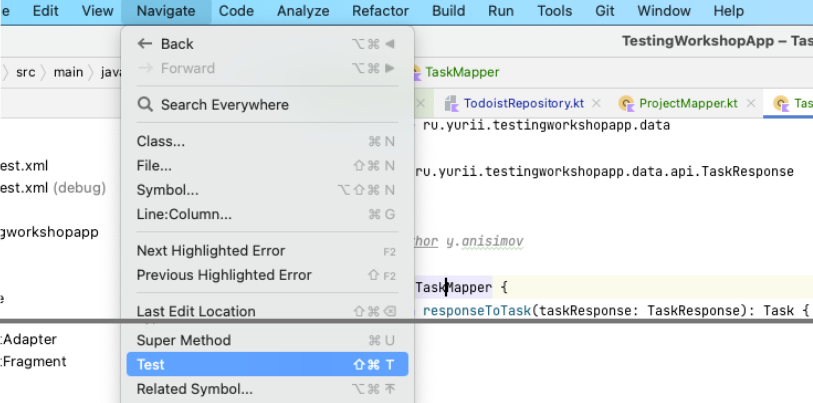 e Edit View Navigate Code Analyze Refactor Build Run Tools Git Window Help
TestingWorkshopApp – Tas
src main java
TaskMapper
TodoistRepository.kt ProjectMapper.kt Tas
← Back ⌥⌘◀
→ Forward ⌥⌘▶
Search Everywhere
Class... ⌘N
File... ⇧⌘N
Symbol... ⌥⇧⌘N
Line:Column... ⌘G
Next Highlighted Error F2
Previous Highlighted Error ⇧F2
Last Edit Location ⇧⌘⌫
Super Method ⌘U
Test ⇧⌘T
Related Symbol... ⌥⌘⇱
est.xml
est.xml (debug)
gworkshopapp
e
:Adapter
:Fragment
ru.yurii.testingworkshopapp.data
ru.yurii.testingworkshopapp.data.api.TaskResponse
hor y.anisimov
TaskMapper {
responseToTask(taskResponse: TaskResponse): Task {